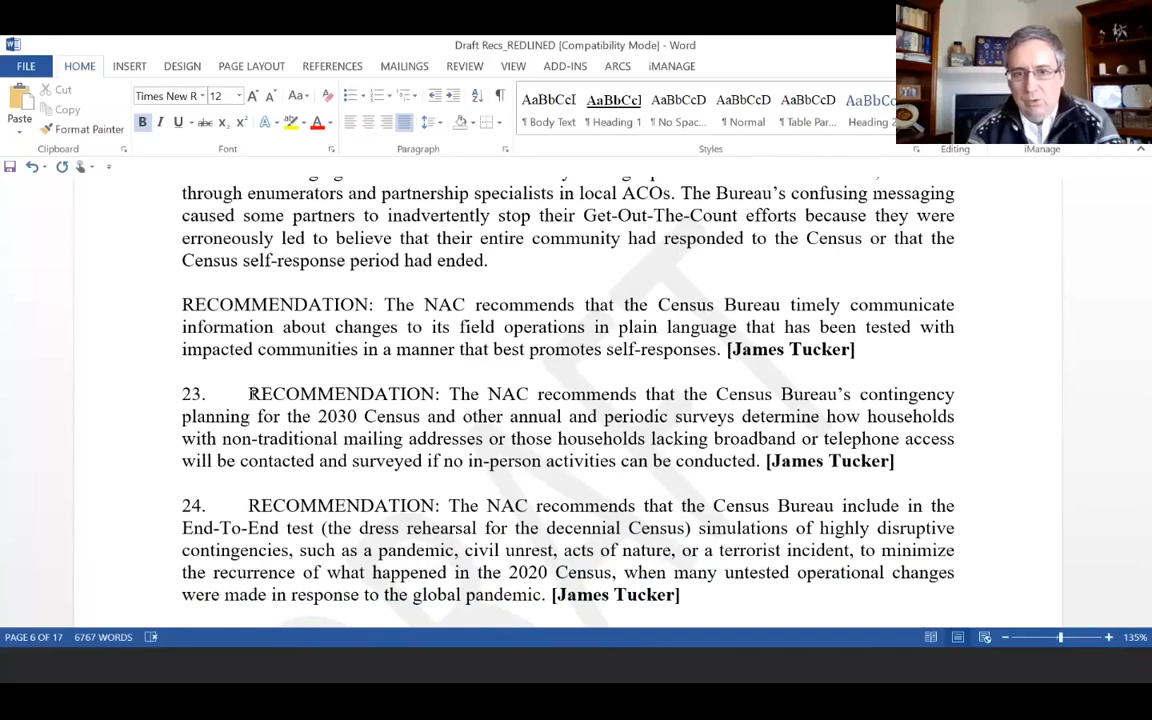 Draft Recs_REDLINED [Compatibility Mode] - Word
FILE HOME INSERT DESIGN PAGE LAYOUT REFERENCES MAILINGS REVIEW VIEW ADD-INS ARCS iMANAGE
Paste
Cut
Copy
Format Painter
Times New R 12
Aa
B I U abc X₂ X² A A
AaBbCcI AaBbCcI AaBbCcD AaBbCcD AaBbCcD AaBbCc
¶ Body Text ¶ Heading 1 ¶ No Spac... ¶ Normal ¶ Table Par... Heading 2
Clipboard Font Paragraph Styles Editing iManage
through enumerators and partnership specialists in local ACOs. The Bureau's confusing messaging
caused some partners to inadvertently stop their Get-Out-The-Count efforts because they were
erroneously led to believe that their entire community had responded to the Census or that the
Census self-response period had ended.
RECOMMENDATION: The NAC recommends that the Census Bureau timely communicate
information about changes to its field operations in plain language that has been tested with
impacted communities in a manner that best promotes self-responses. [James Tucker]
23. RECOMMENDATION: The NAC recommends that the Census Bureau's contingency
planning for the 2030 Census and other annual and periodic surveys determine how households
with non-traditional mailing addresses or those households lacking broadband or telephone access
will be contacted and surveyed if no in-person activities can be conducted. [James Tucker]
24. RECOMMENDATION: The NAC recommends that the Census Bureau include in the
End-To-End test (the dress rehearsal for the decennial Census) simulations of highly disruptive
contingencies, such as a pandemic, civil unrest, acts of nature, or a terrorist incident, to minimize
the recurrence of what happened in the 2020 Census, when many untested operational changes
were made in response to the global pandemic. [James Tucker]
DRAFT
PAGE 6 OF 17 6767 WORDS 135%